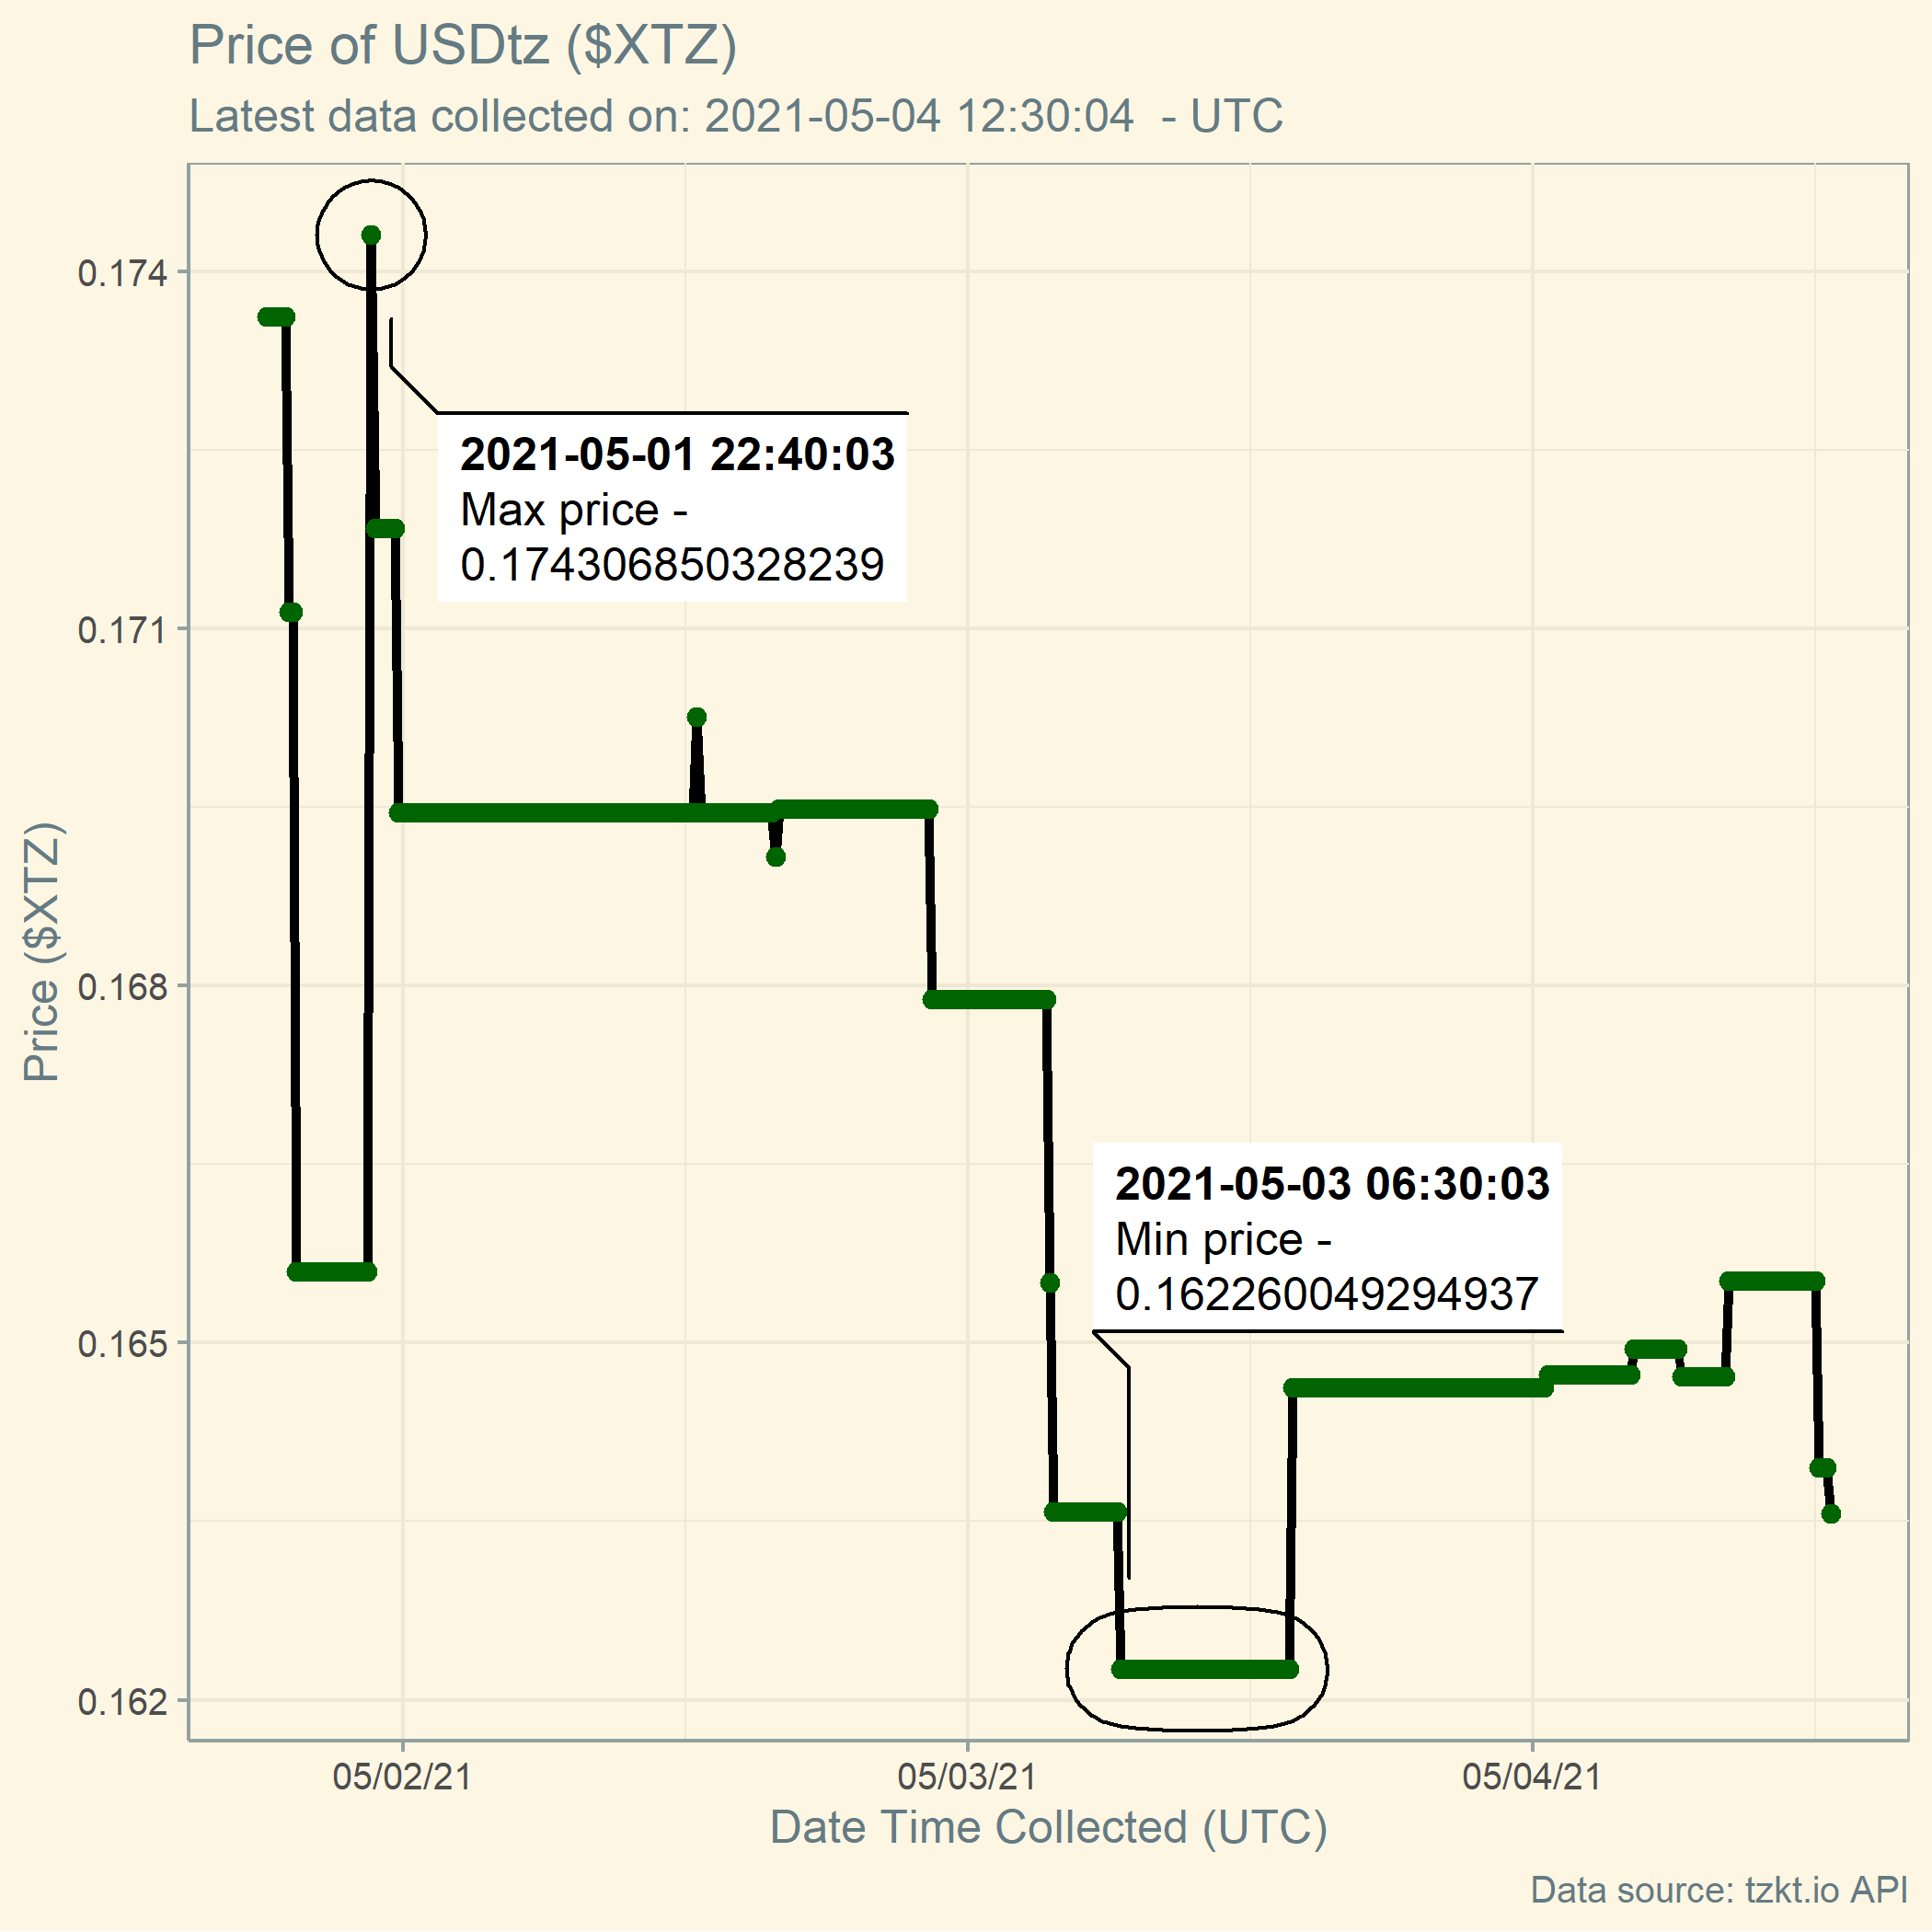 Price of USDtz ($XTZ)
Latest data collected on: 2021-05-04 12:30:04  - UTC
0.174
0.171
0.168
0.165
0.162
Price ($XTZ)
2021-05-01 22:40:03
Max price -
0.174306850328239
2021-05-03 06:30:03
Min price -
0.162260049294937
05/02/21
05/03/21
05/04/21
Date Time Collected (UTC)
Data source: tzkt.io API